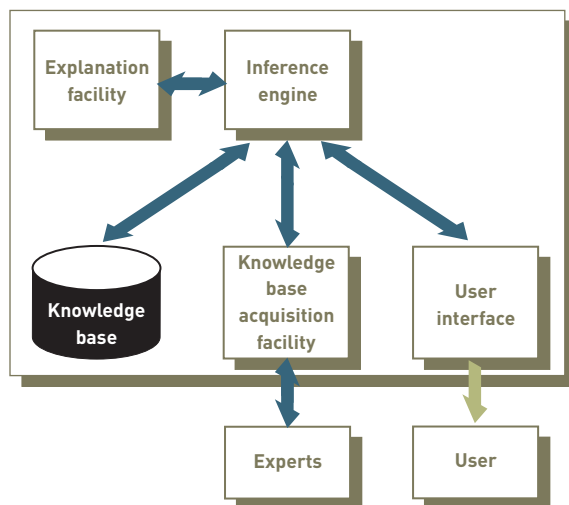 Explanation
facility
Inference
engine
Knowledge
base
Knowledge
base
acquisition
facility
User
interface
Experts
User